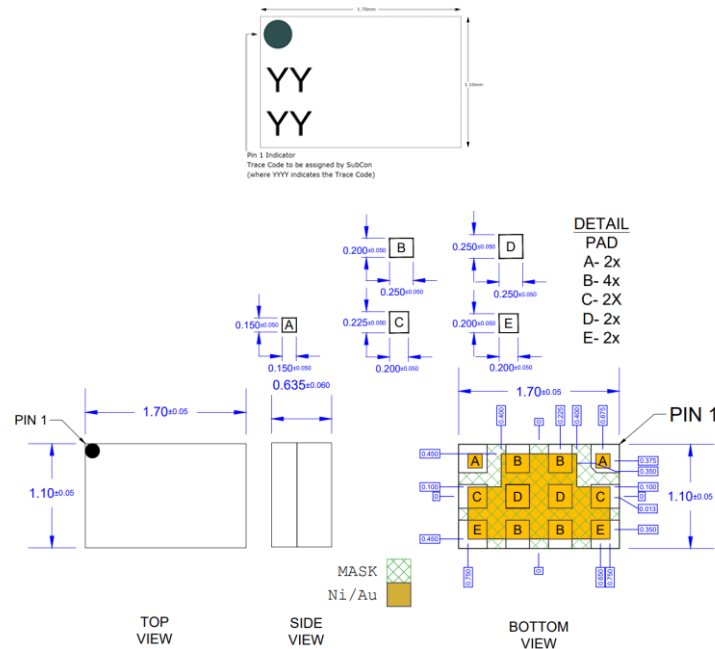 1.70mm
1.10mm
YY
YY
Pin 1 Indicator
Trace Code to be assigned by SubCon
(where YYYY indicates the Trace Code)
DETAIL
PAD
A- 2x
B- 4x
C- 2X
D- 2x
E- 2x
0.200±0.050
B
0.250±0.050
0.250±0.050
D
0.250±0.050
0.150±0.050
A
0.150±0.050
0.225±0.050
C
0.200±0.050
0.200±0.050
E
0.200±0.050
1.70±0.05
PIN 1
1.10±0.05
TOP
VIEW
0.635±0.060
SIDE
VIEW
MASK
Ni/Au
1.70±0.05
PIN 1
0.400
0
0.225
0.400
0.675
0.450
0.100
0
0.450
A
B
B
A
C
D
D
C
E
B
B
E
0.375
0.350
0.100
0
0.013
0.350
1.10±0.05
0.750
0
0.650
0.750
BOTTOM
VIEW